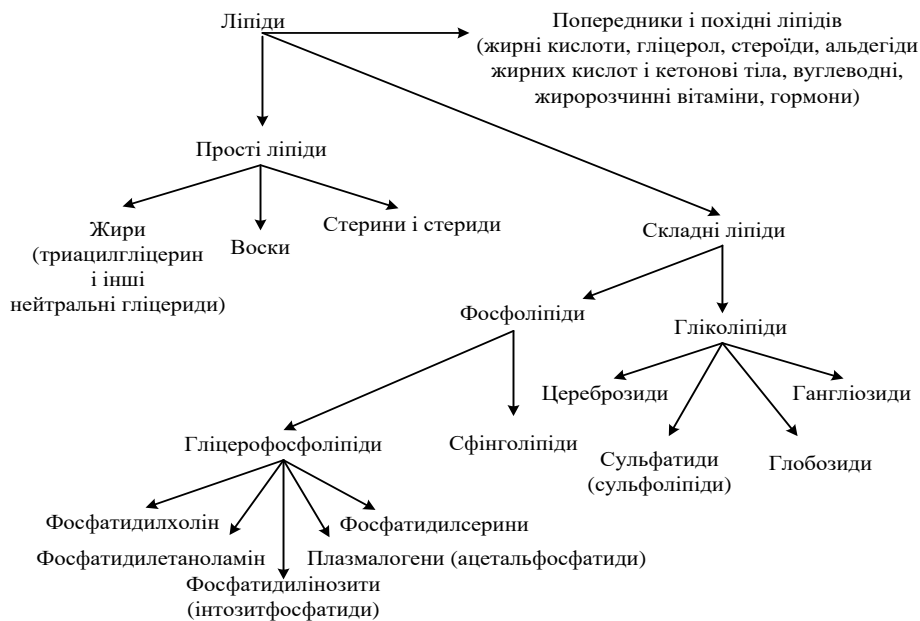 Ліпіди
Попередники і похідні ліпідів
(жирні кислоти, гліцерол, стероїди, альдегіди
жирних кислот і кетонові тіла, вуглеводні,
жиророзчинні вітаміни, гормони)
Прості ліпіди
Жири
(триацилгліцерин
і інші
нейтральні гліцериди)
Воски
Стерини і стериди
Складні ліпіди
Фосфоліпіди
Гліколіпіди
Цереброзиди
Гангліозиди
Сульфатиди
(сульфоліпіди)
Глобозиди
Гліцерофосфоліпіди
Сфінголіпіди
Фосфатидилхолін
Фосфатидилсерини
Фосфатидилетаноламін
Плазмалогени (ацетальфосфатиди)
Фосфатидилінозити
(інтозитфосфатиди)